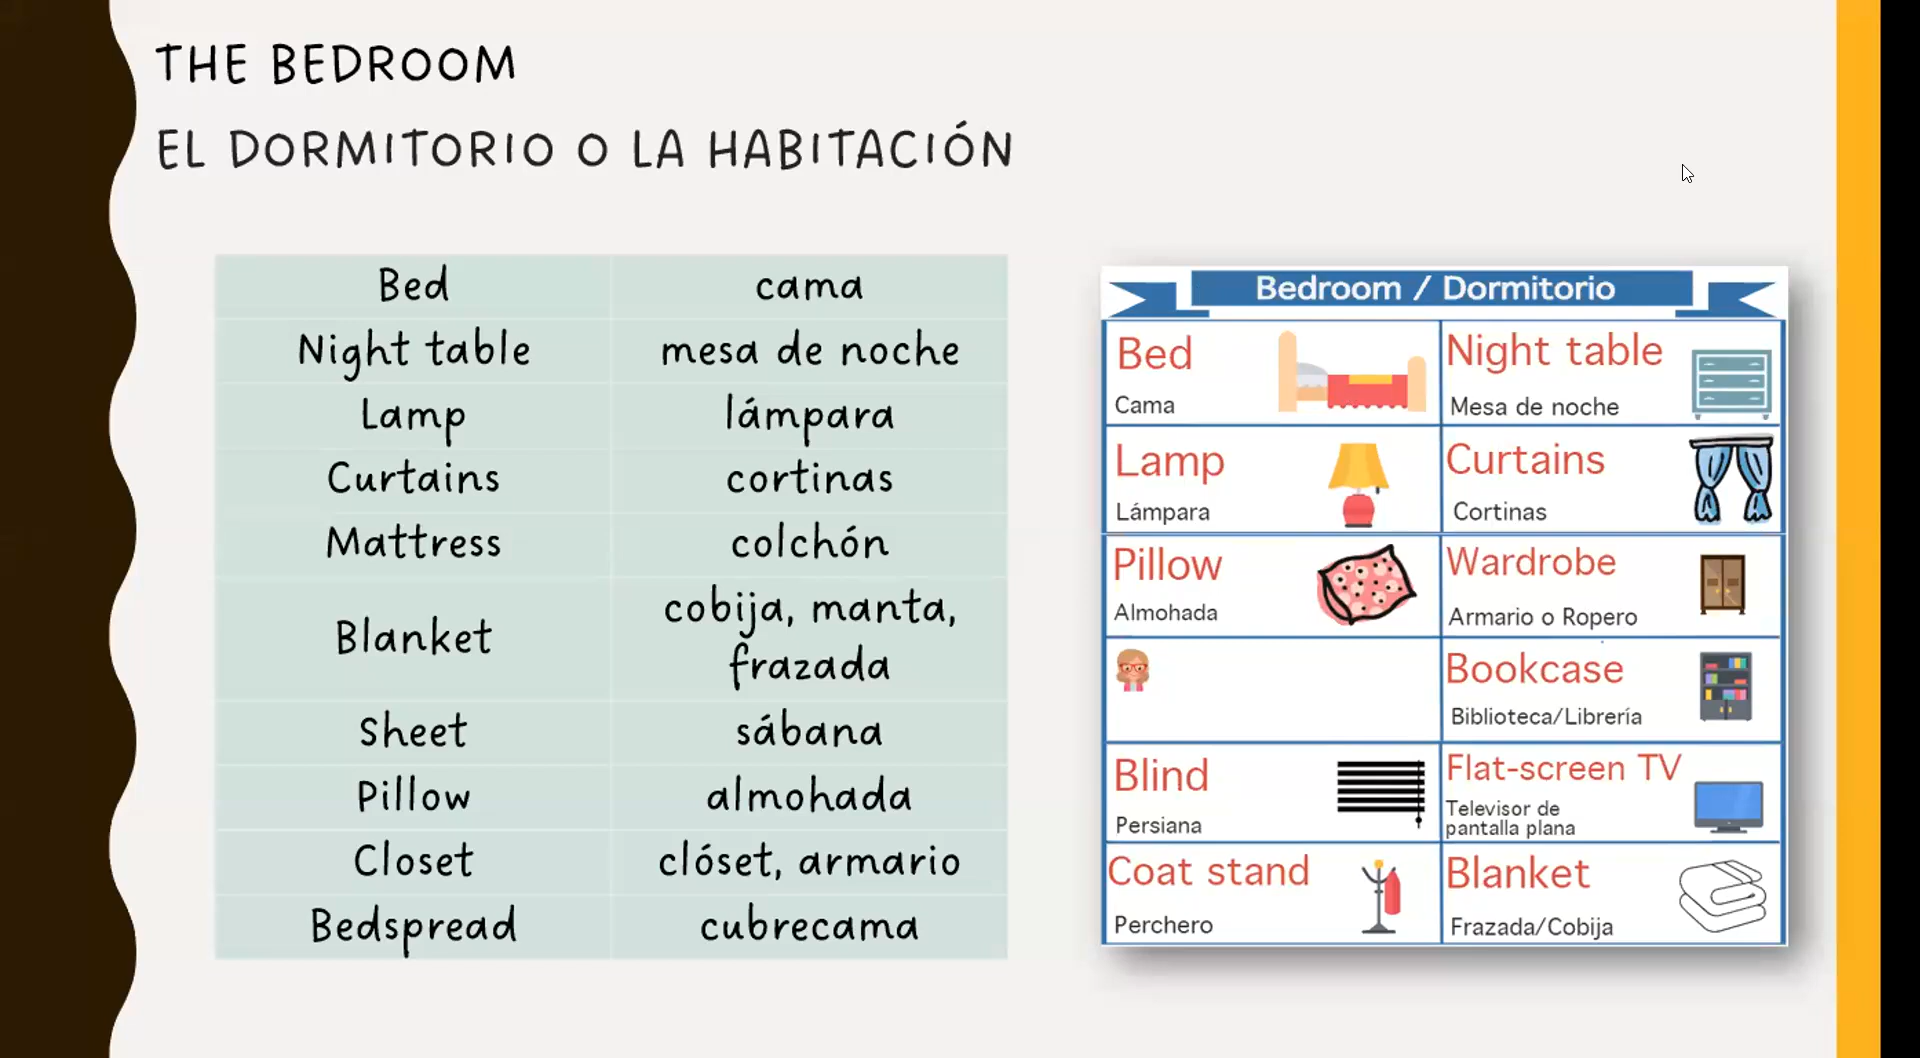 THE BEDROOM
EL DORMITORIO O LA HABITACIÓN
Bed cama
Night table mesa de noche
Lamp lámpara
Curtains cortinas
Mattress colchón
Blanket cobija, manta,
frazada
Sheet sábana
Pillow almohada
Closet clóset, armario
Bedspread cubrecama
Bedroom / Dormitorio
Bed
Cama
Night table
Mesa de noche
Lamp
Lámpara
Curtains
Cortinas
Pillow
Almohada
Wardrobe
Armario o Ropero
Bookcase
Biblioteca/Librería
Blind
Persiana
Flat-screen TV
Televisor de
pantalla plana
Coat stand
Perchero
Blanket
Frazada/Cobija